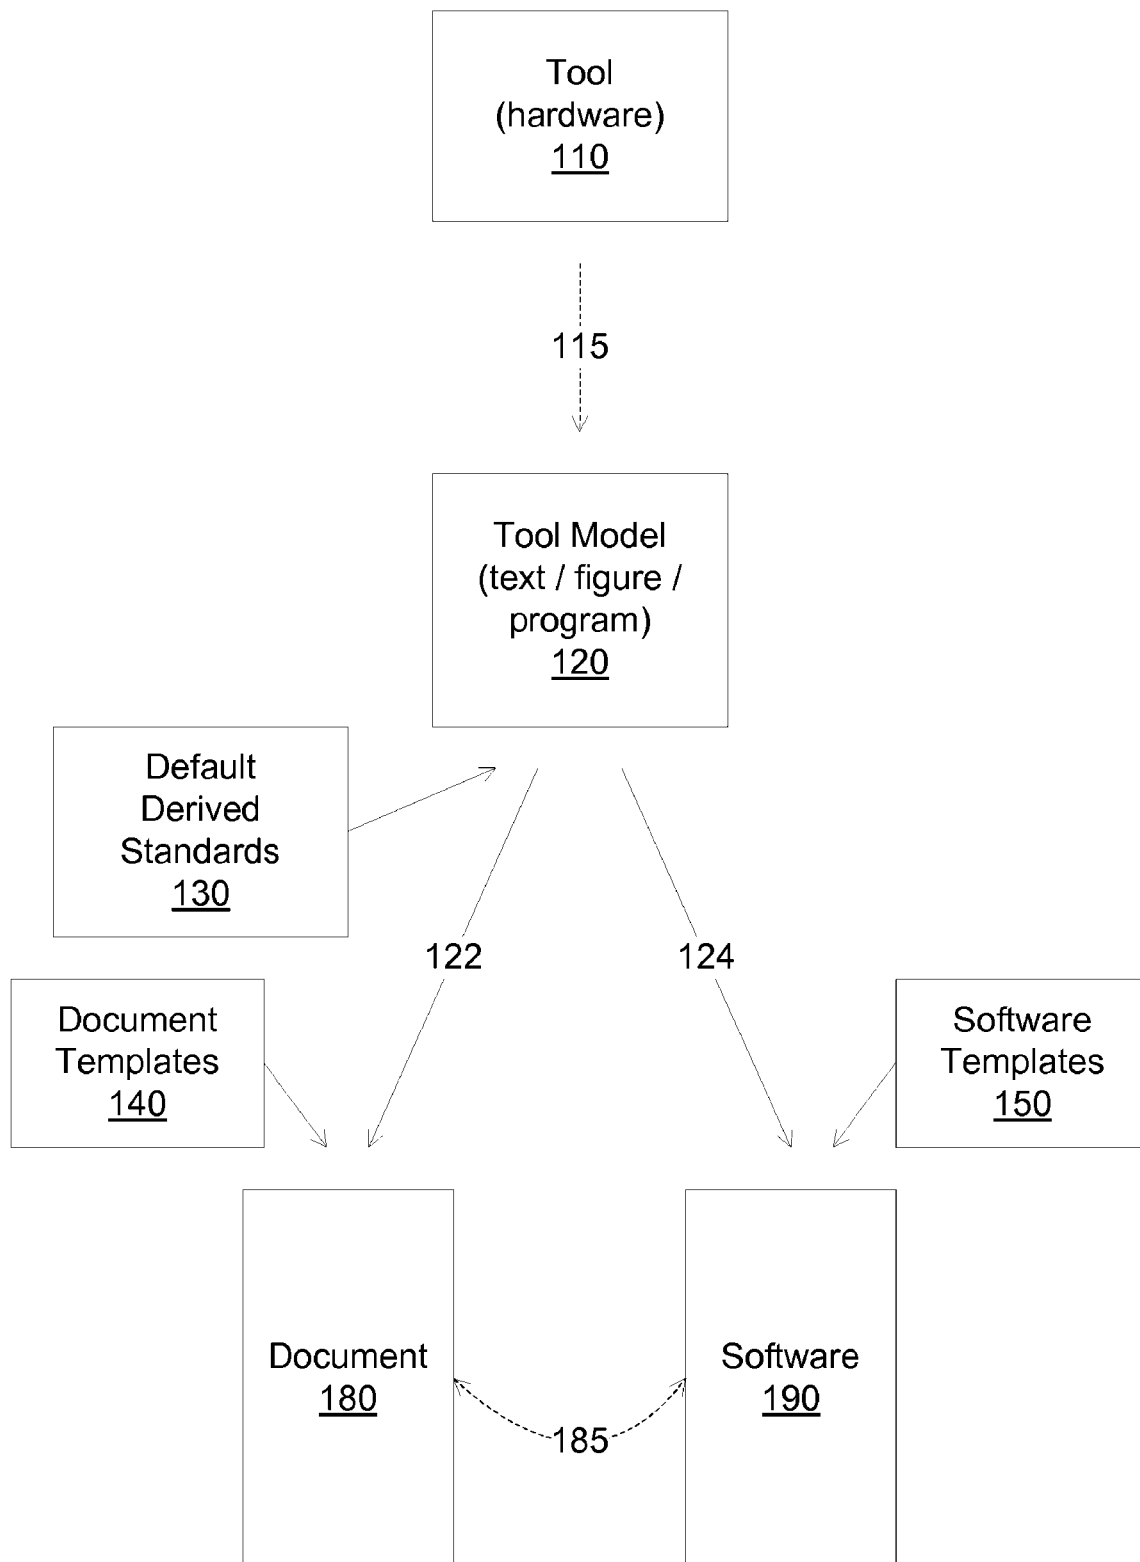 Tool
(hardware)
110
115
Tool Model
(text / figure /
program)
120
Default
Derived
Standards
130
122
124
Document
Templates
140
Software
Templates
150
Document
180
Software
190
185